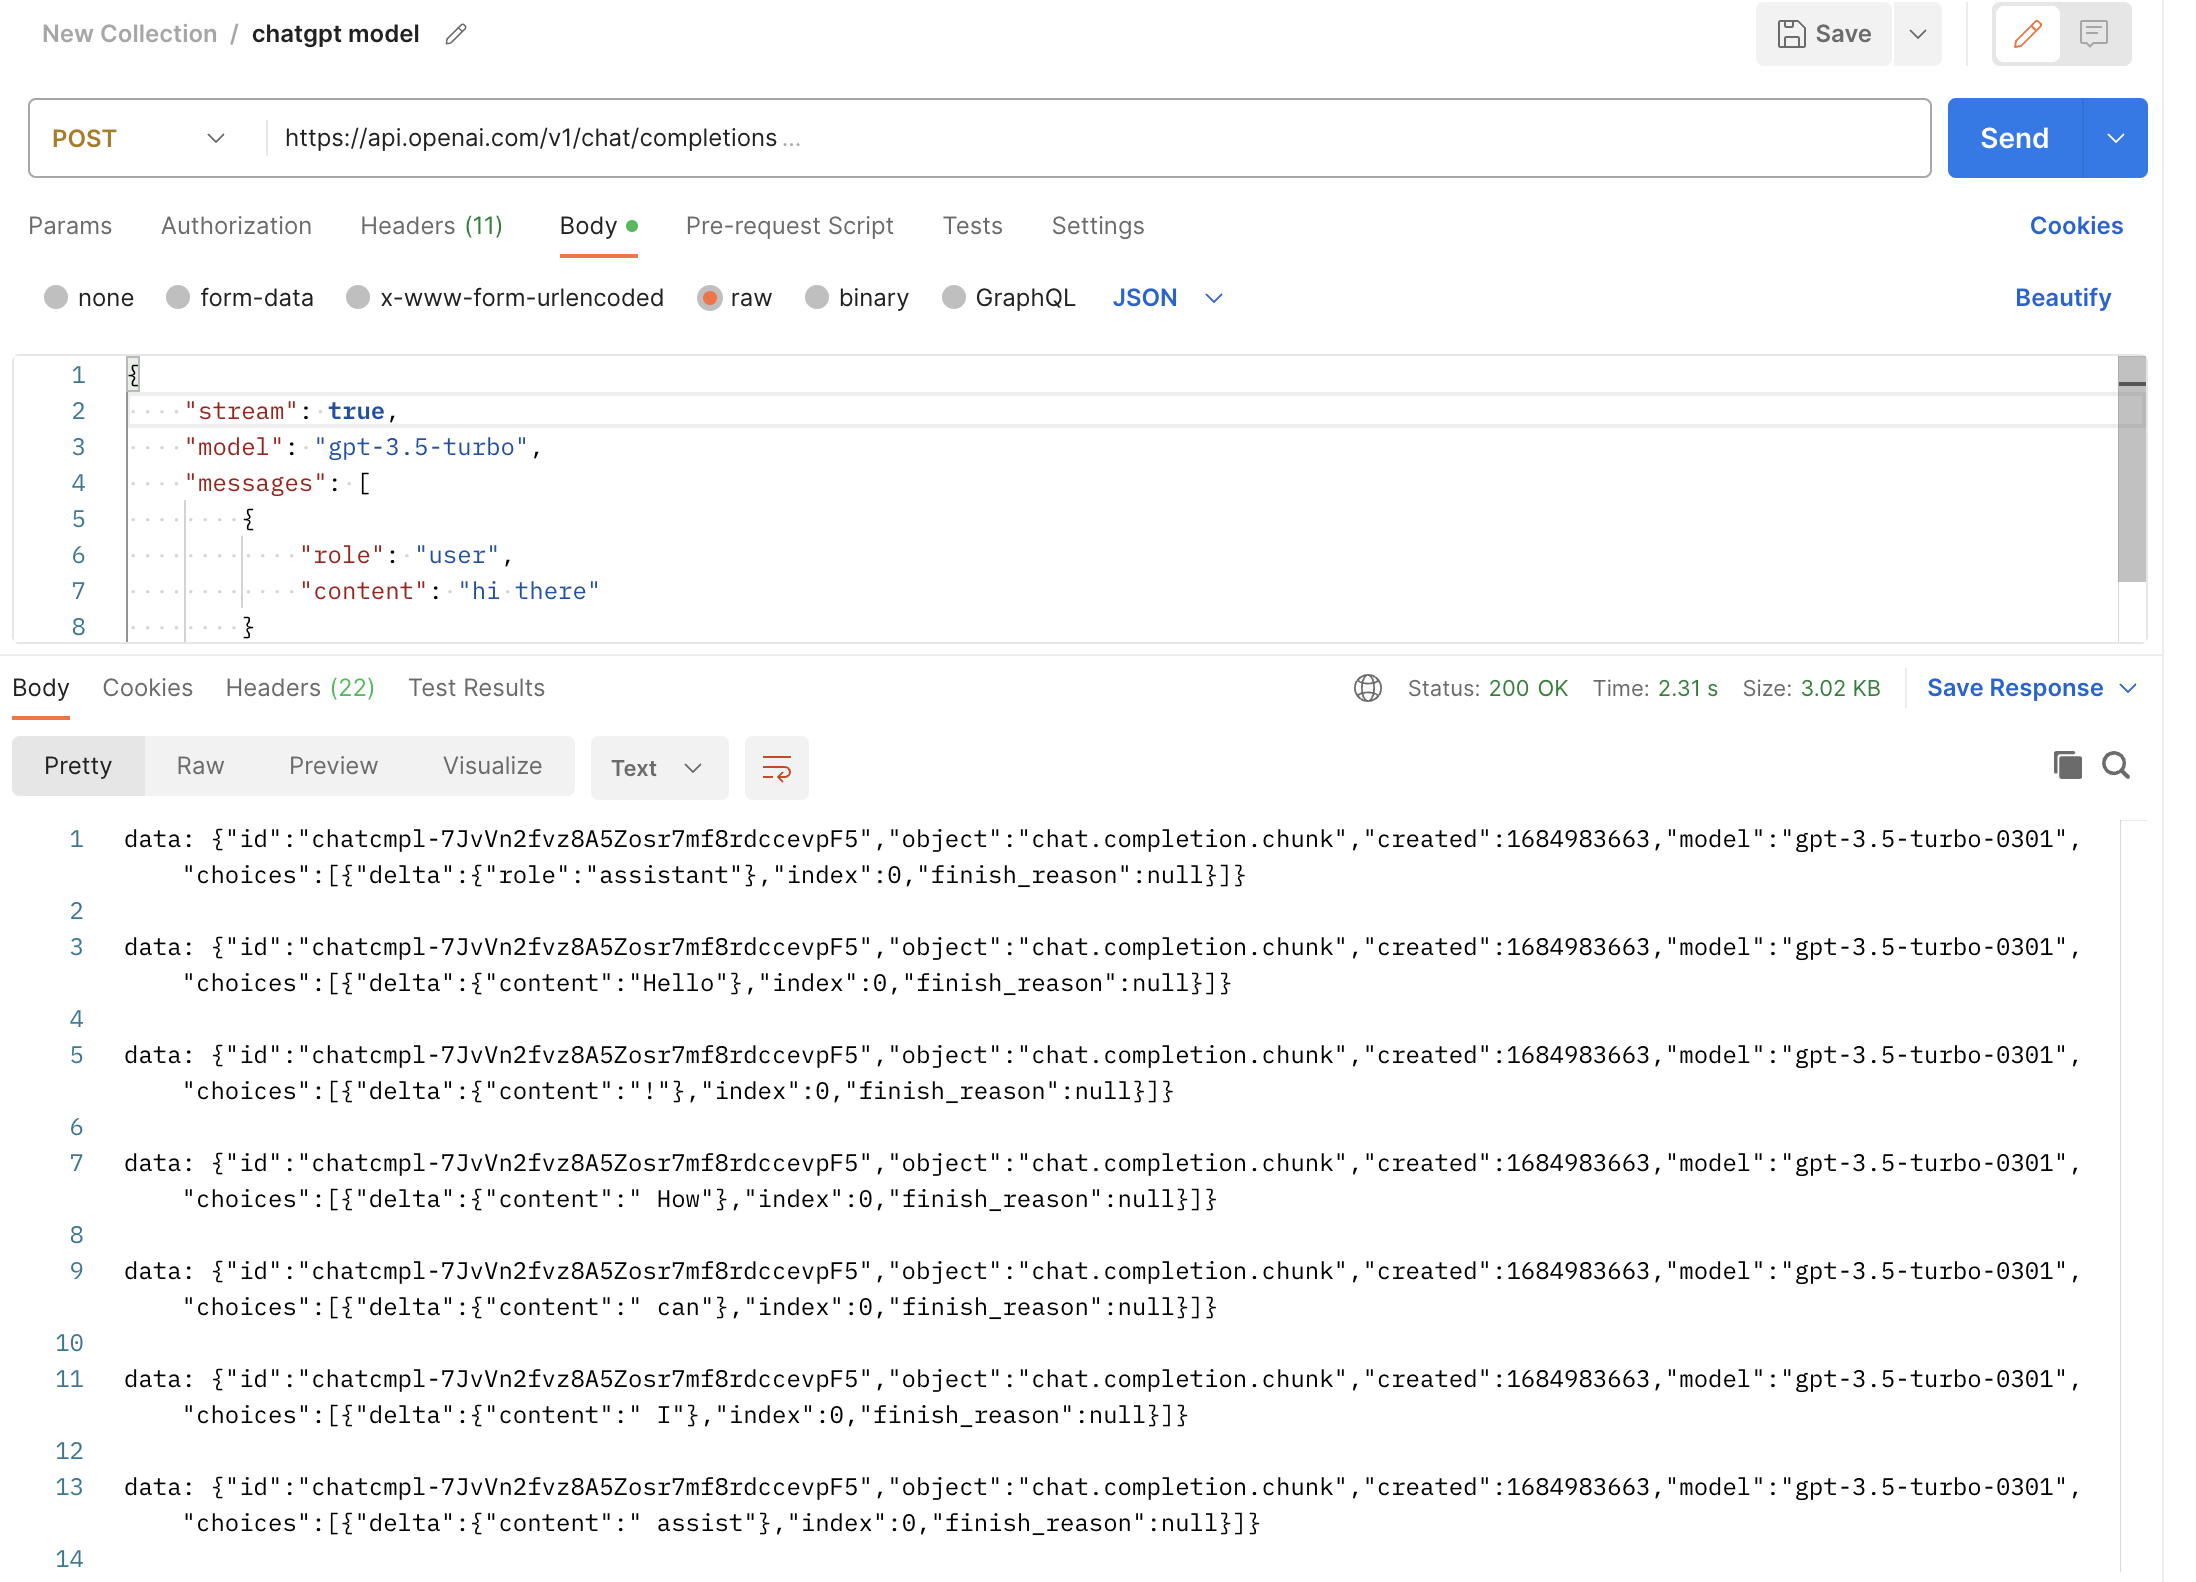 New Collection / chatgpt model
Save
POST
https://api.openai.com/v1/chat/completions ...
Send
Params Authorization Headers (11) Body Pre-request Script Tests Settings Cookies
none form-data x-www-form-urlencoded raw binary GraphQL JSON Beautify
1 {
2 "stream": true,
3 "model": "gpt-3.5-turbo",
4 "messages": [
5 {
6 "role": "user",
7 "content": "hi there"
8 }
Body Cookies Headers (22) Test Results Status: 200 OK Time: 2.31 s Size: 3.02 KB Save Response
Pretty Raw Preview Visualize Text
1 data: {"id":"chatcmpl-7JvVn2fvz8A5Zosr7mf8rdccevpF5","object":"chat.completion.chunk","created":1684983663,"model":"gpt-3.5-turbo-0301",
"choices":[{"delta":{"role":"assistant"},"index":0,"finish_reason":null}]}
2
3 data: {"id":"chatcmpl-7JvVn2fvz8A5Zosr7mf8rdccevpF5","object":"chat.completion.chunk","created":1684983663,"model":"gpt-3.5-turbo-0301",
"choices":[{"delta":{"content":"Hello"},"index":0,"finish_reason":null}]}
4
5 data: {"id":"chatcmpl-7JvVn2fvz8A5Zosr7mf8rdccevpF5","object":"chat.completion.chunk","created":1684983663,"model":"gpt-3.5-turbo-0301",
"choices":[{"delta":{"content":"!"},"index":0,"finish_reason":null}]}
6
7 data: {"id":"chatcmpl-7JvVn2fvz8A5Zosr7mf8rdccevpF5","object":"chat.completion.chunk","created":1684983663,"model":"gpt-3.5-turbo-0301",
"choices":[{"delta":{"content":" How"},"index":0,"finish_reason":null}]}
8
9 data: {"id":"chatcmpl-7JvVn2fvz8A5Zosr7mf8rdccevpF5","object":"chat.completion.chunk","created":1684983663,"model":"gpt-3.5-turbo-0301",
"choices":[{"delta":{"content":" can"},"index":0,"finish_reason":null}]}
10
11 data: {"id":"chatcmpl-7JvVn2fvz8A5Zosr7mf8rdccevpF5","object":"chat.completion.chunk","created":1684983663,"model":"gpt-3.5-turbo-0301",
"choices":[{"delta":{"content":" I"},"index":0,"finish_reason":null}]}
12
13 data: {"id":"chatcmpl-7JvVn2fvz8A5Zosr7mf8rdccevpF5","object":"chat.completion.chunk","created":1684983663,"model":"gpt-3.5-turbo-0301",
"choices":[{"delta":{"content":" assist"},"index":0,"finish_reason":null}]}
14